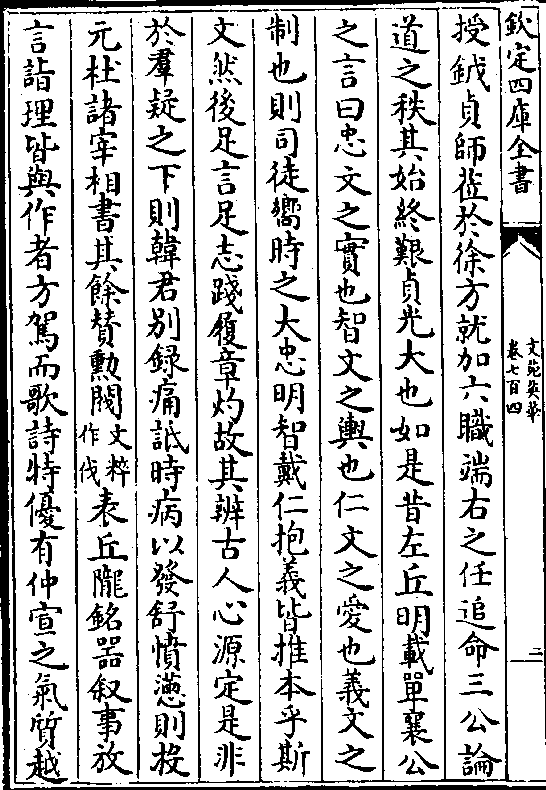 欽定四庫全書
文苑英華
卷七百四
二
授鉞貞師莅於徐方就加六職端右之任追命三公論
道之秩其始終艱貞光大也如是昔左丘明載單襄公
之言曰忠文之實也智文之輿也仁文之愛也義文之
制也則司徒嚮時之大忠明智戴仁抱義皆推本乎斯
文然後足言足志踐履章灼故其辨古人心源定是非
於羣疑之下則韓君别録痛詆時病以發舒憤懣則投
元杜諸宰相書其餘賛勲閥文粹作伐表丘隴銘器叙事放
言詣理皆與作者方駕而歌詩特優有仲宣之氣質越